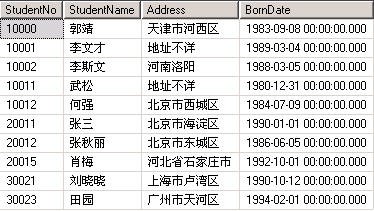 StudentNo StudentName Address BornDate
10000 郭靖 天津市河西区 1983-09-08 00:00:00.000
10001 李文才 地址不详 1989-03-04 00:00:00.000
10002 李斯文 河南洛阳 1988-03-05 00:00:00.000
10011 武松 地址不详 1980-12-31 00:00:00.000
10012 何强 北京市西城区 1984-07-09 00:00:00.000
20011 张三 北京市海淀区 1990-01-01 00:00:00.000
20012 张秋丽 北京市东城区 1986-06-05 00:00:00.000
20015 肖梅 河北省石家庄市 1992-10-01 00:00:00.000
30021 刘晓晓 上海市卢湾区 1990-10-12 00:00:00.000
30023 田园 广州市天河区 1994-02-01 00:00:00.000